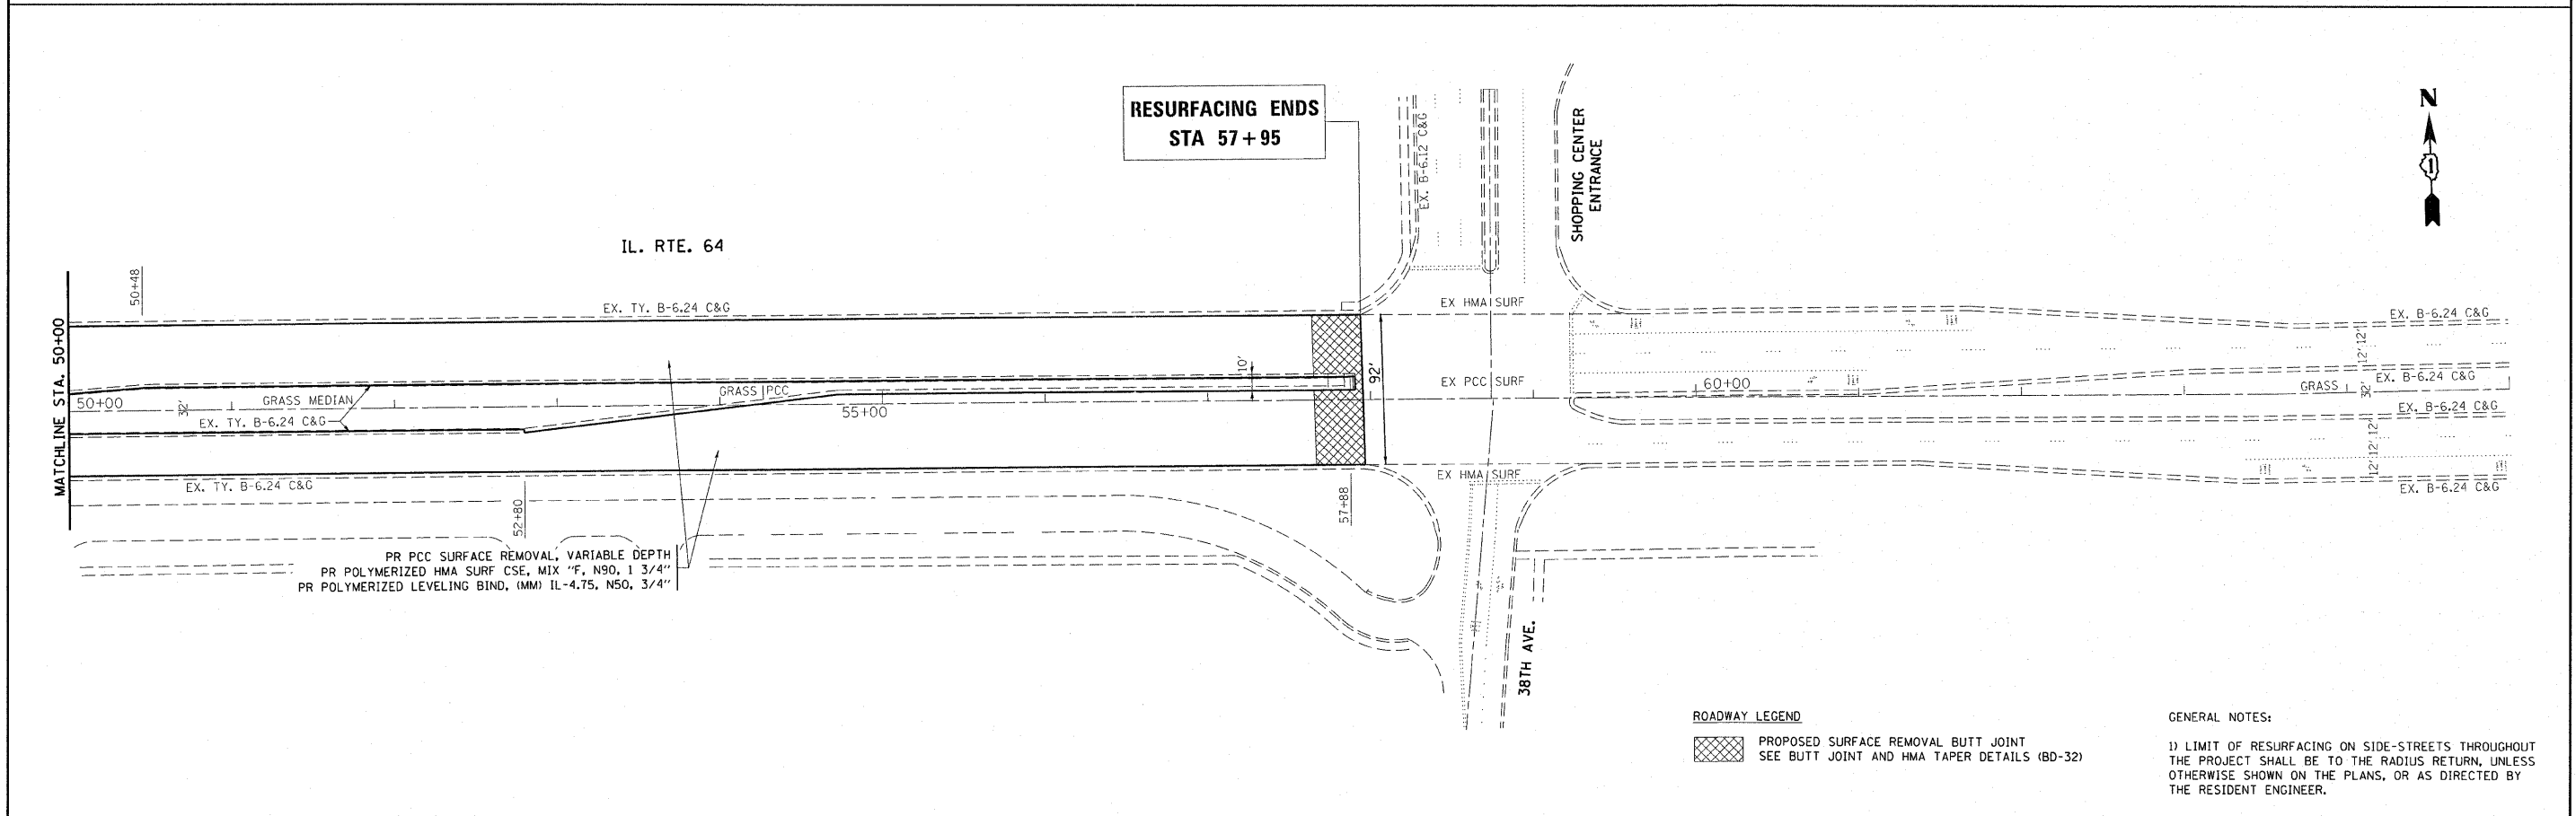 RESURFACING ENDS
STA 57+95
EX. B-6.12 C&G
SHOPPING CENTER
ENTRANCE
N
1
IL. RTE. 64
MATCHLINE STA. 50+00
50+48
EX. TY. B-6.24 C&G
EX HMA SURF
EX. B-6.24 C&G
12' 12'
10'
92'
EX PCC SURF
60+00
GRASS
32'
EX. B-6.24 C&G
50+00
32'
GRASS MEDIAN
GRASS PCC
55+00
EX. TY. B-6.24 C&G
EX. B-6.24 C&G
12' 12' 12'
EX HMA SURF
EX. TY. B-6.24 C&G
EX. B-6.24 C&G
52+80
57+88
PR PCC SURFACE REMOVAL, VARIABLE DEPTH
PR POLYMERIZED HMA SURF CSE, MIX "F, N90, 1 3/4"
PR POLYMERIZED LEVELING BIND, (MM) IL-4.75, N50, 3/4"
38TH AVE.
ROADWAY LEGEND
PROPOSED SURFACE REMOVAL BUTT JOINT
SEE BUTT JOINT AND HMA TAPER DETAILS (BD-32)
GENERAL NOTES:
1) LIMIT OF RESURFACING ON SIDE-STREETS THROUGHOUT
THE PROJECT SHALL BE TO THE RADIUS RETURN, UNLESS
OTHERWISE SHOWN ON THE PLANS, OR AS DIRECTED BY
THE RESIDENT ENGINEER.